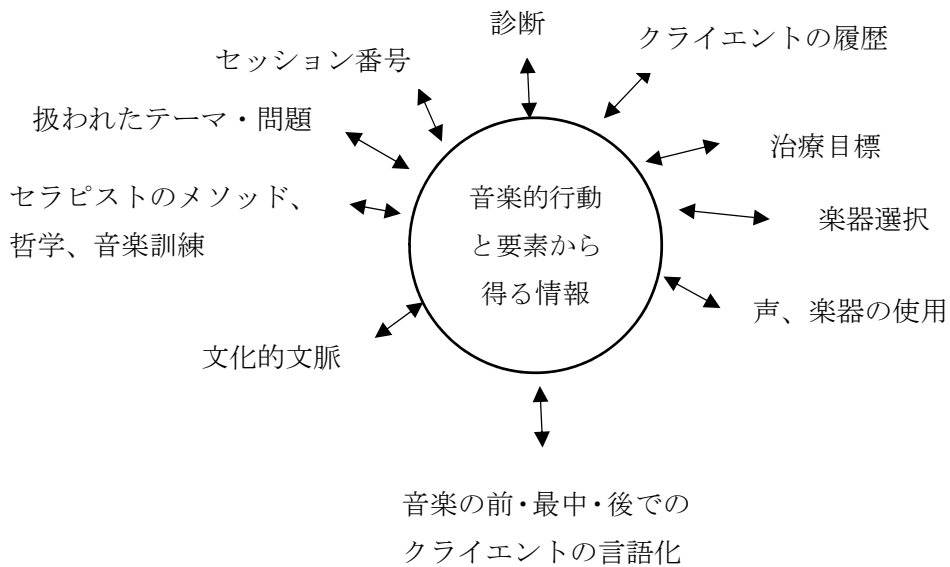 診断
クライエントの履歴
セッション番号
扱われたテーマ・問題
治療目標
セラピストのメソッド、
哲学、音楽訓練
音楽的行動
と要素から
得る情報
楽器選択
声、楽器の使用
文化的文脈
音楽の前・最中・後での
クライエントの言語化